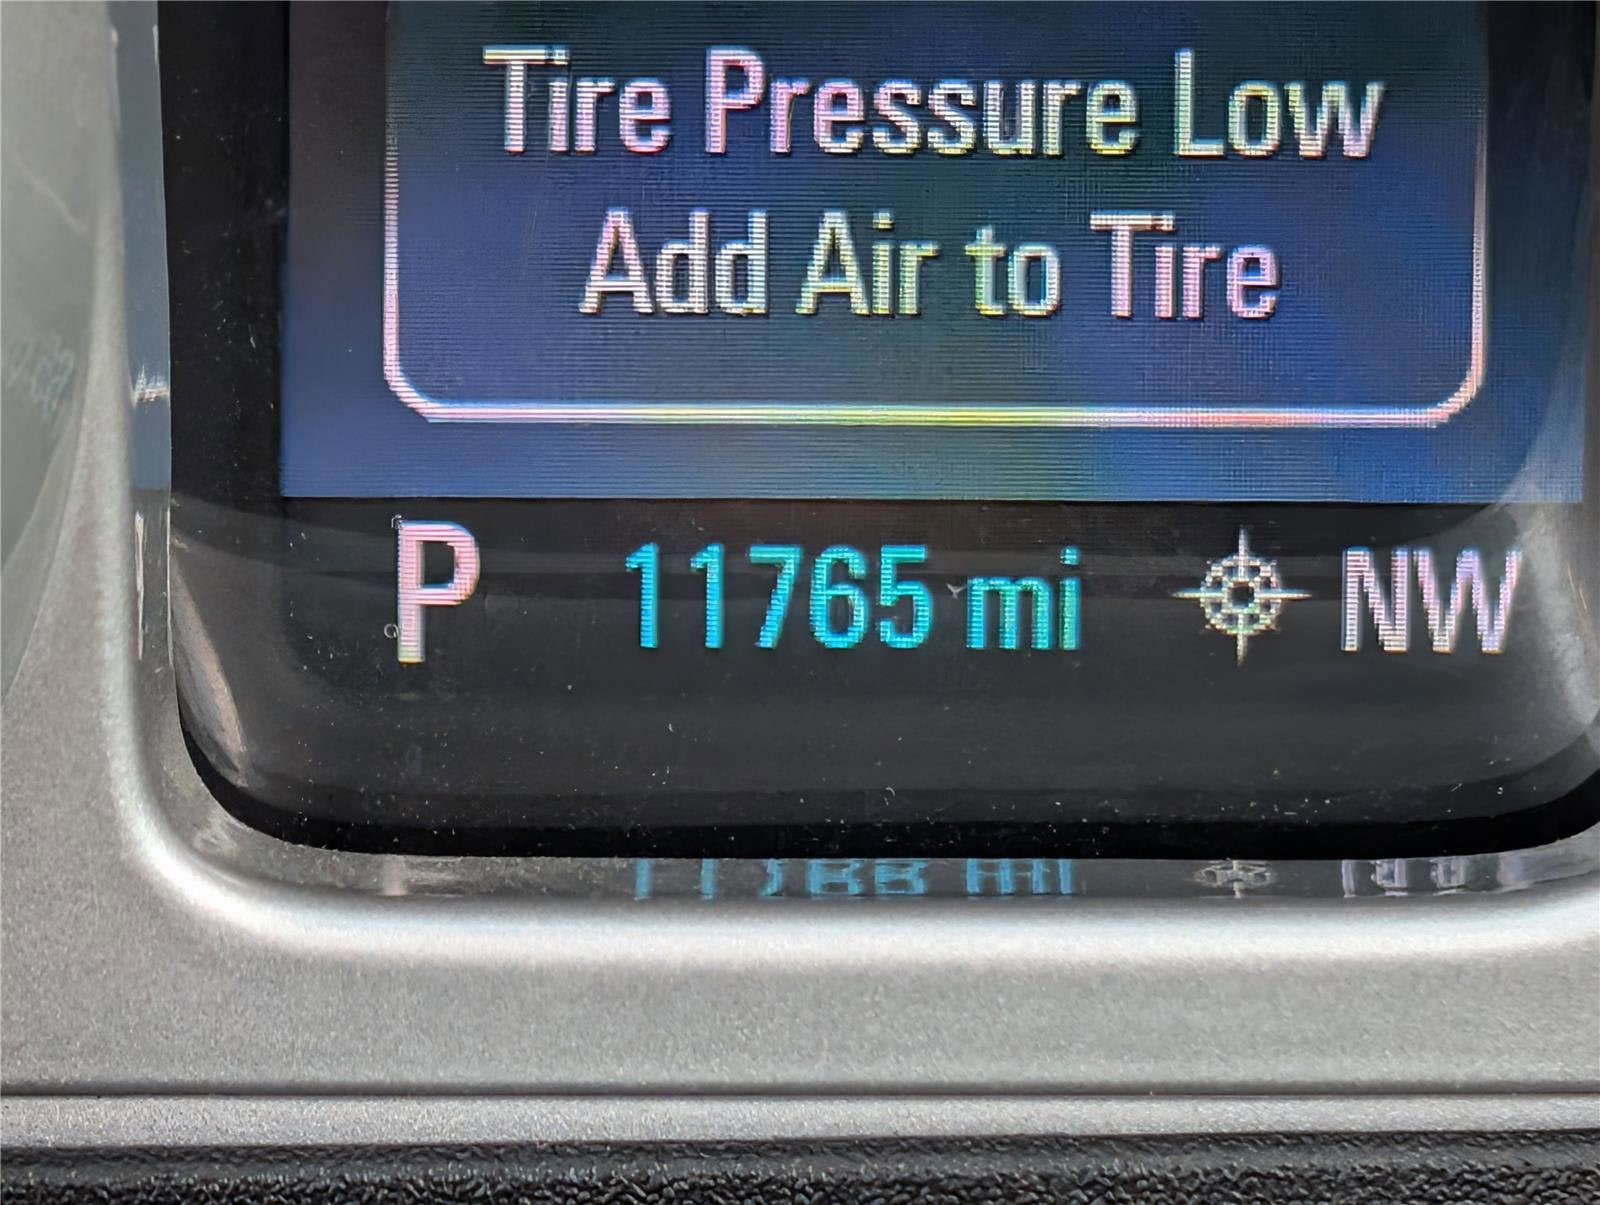 Tire Pressure Low
Add Air to Tire
P 11765 mi NW